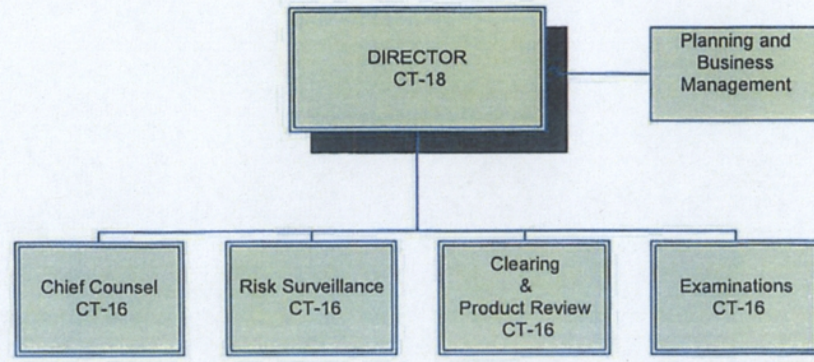 DIRECTOR
CT-18
Planning and
Business
Management
Chief Counsel
CT-16
Risk Surveillance
CT-16
Clearing
&
Product Review
CT-16
Examinations
CT-16